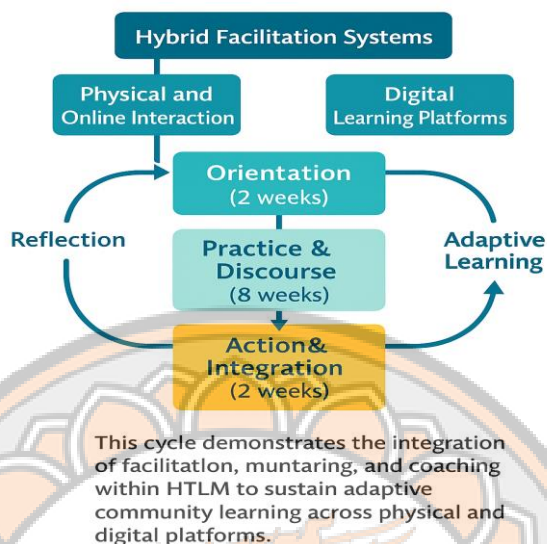 Hybrid Facilitation Systems
Physical and
Online Interaction
Digital
Learning Platforms
Orientation
(2 weeks)
Reflection
Practice &
Discourse
(8 weeks)
Adaptive
Learning
Action&
Integration
(2 weeks)
This cycle demonstrates the integration
of facilitatlon, muntaring, and coaching
within HTLM to sustain adaptive
community learning across physical and
digital platforms.